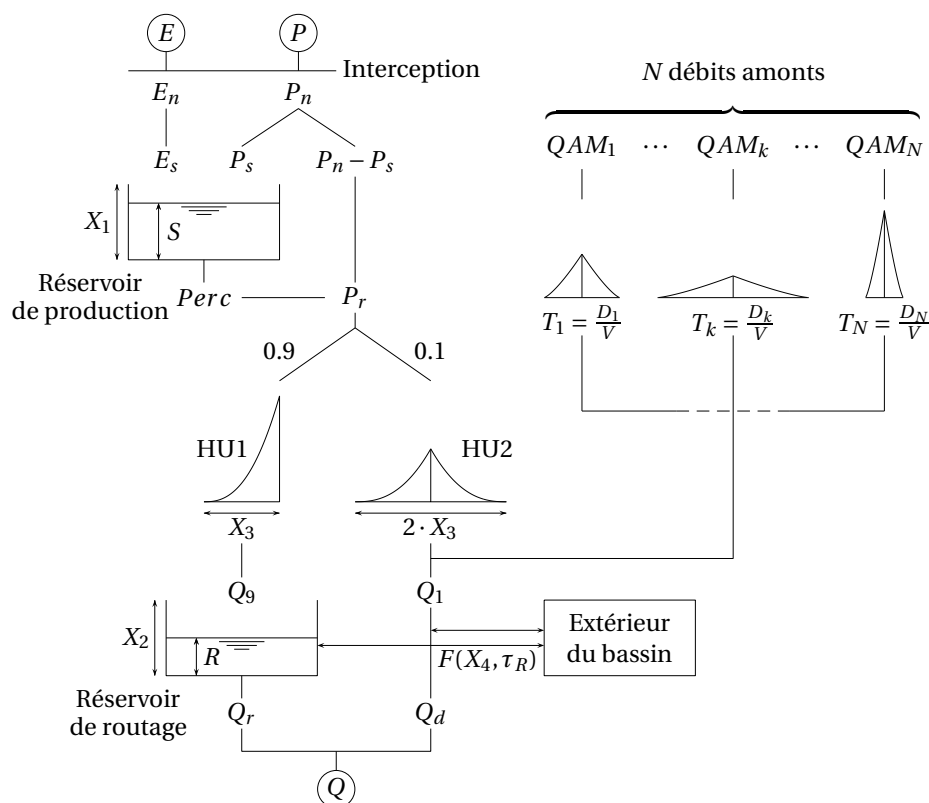 E
P
Interception
N débits amonts
E_n
P_n
E_s
P_s
P_n − P_s
QAM_1 ··· QAM_k ··· QAM_N
X_1
S
Réservoir
de production
Perc
P_r
T_1 = D_1/V
T_k = D_k/V
T_N = D_N/V
0.9
0.1
HU1
HU2
X_3
2 · X_3
Q_9
Q_1
X_2
R
F(X_4, τ_R)
Extérieur
du bassin
Réservoir
de routage
Q_r
Q_d
Q